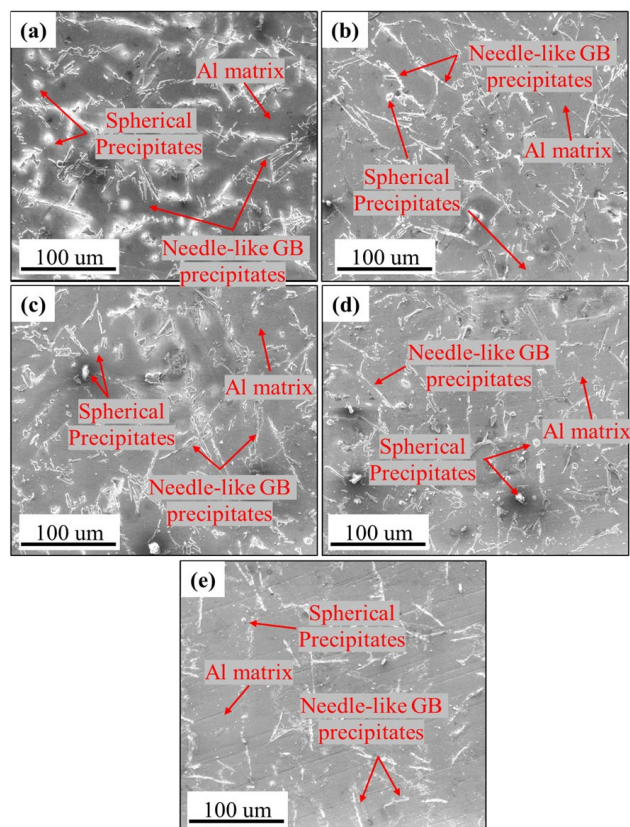 (a)
Al matrix
Spherical
Precipitates
Needle-like GB
precipitates
100 um
(b)
Needle-like GB
precipitates
Al matrix
Spherical
Precipitates
100 um
(c)
Al matrix
Spherical
Precipitates
Needle-like GB
precipitates
100 um
(d)
Needle-like GB
precipitates
Al matrix
Spherical
Precipitates
100 um
(e)
Spherical
Precipitates
Al matrix
Needle-like GB
precipitates
100 um